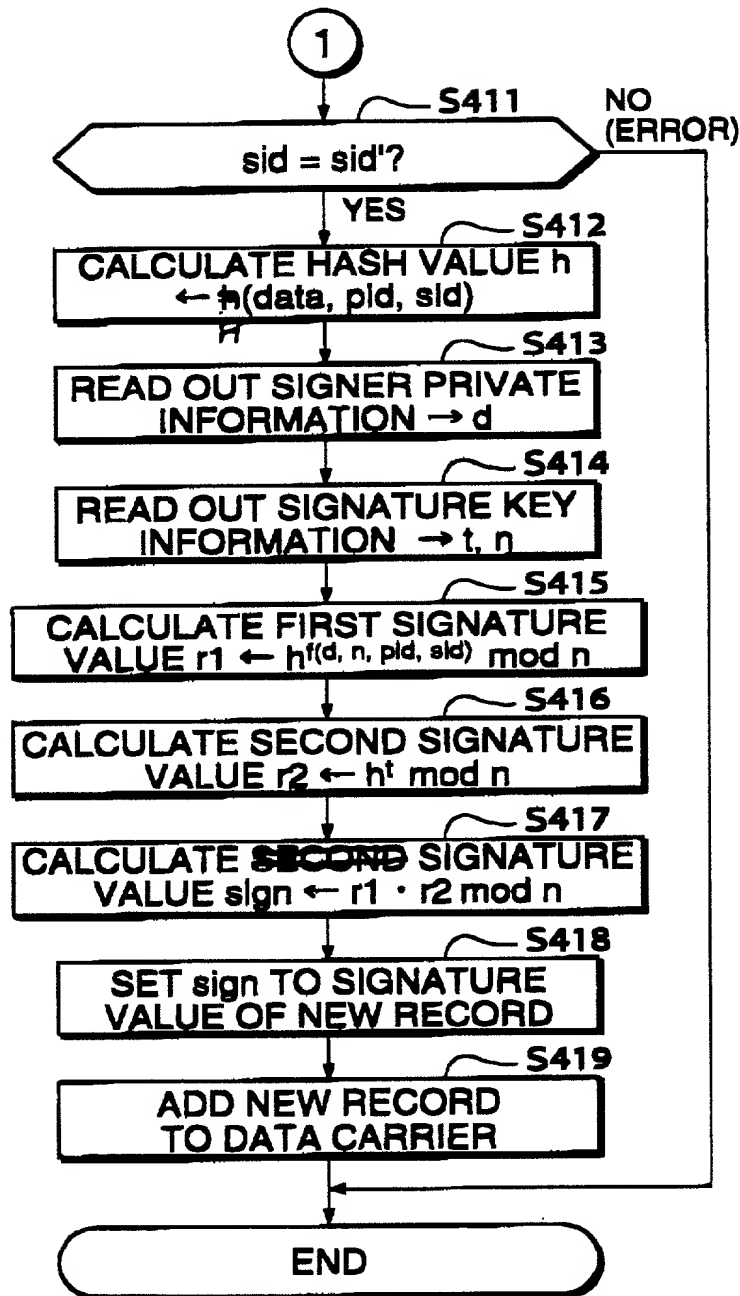 1
S411
NO
(ERROR)
sid = sid'?
YES
S412
CALCULATE HASH VALUE h
← h(data, pid, sid)
H
S413
READ OUT SIGNER PRIVATE
INFORMATION → d
S414
READ OUT SIGNATURE KEY
INFORMATION → t, n
S415
CALCULATE FIRST SIGNATURE
VALUE r1 ← h^f(d, n, pid, sid) mod n
S416
CALCULATE SECOND SIGNATURE
VALUE r2 ← h^t mod n
S417
CALCULATE SECOND SIGNATURE
VALUE sign ← r1 · r2 mod n
S418
SET sign TO SIGNATURE
VALUE OF NEW RECORD
S419
ADD NEW RECORD
TO DATA CARRIER
END